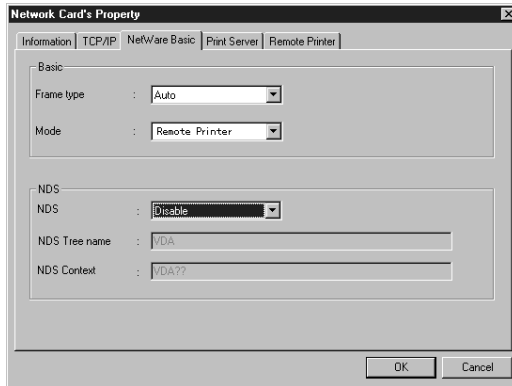 Network Card's Property
Information TCP/IP NetWare Basic Print Server Remote Printer
Basic
Frame type : Auto
Mode : Remote Printer
NDS
NDS : Disable
NDS Tree name : VDA
NDS Context : VDA??
OK Cancel